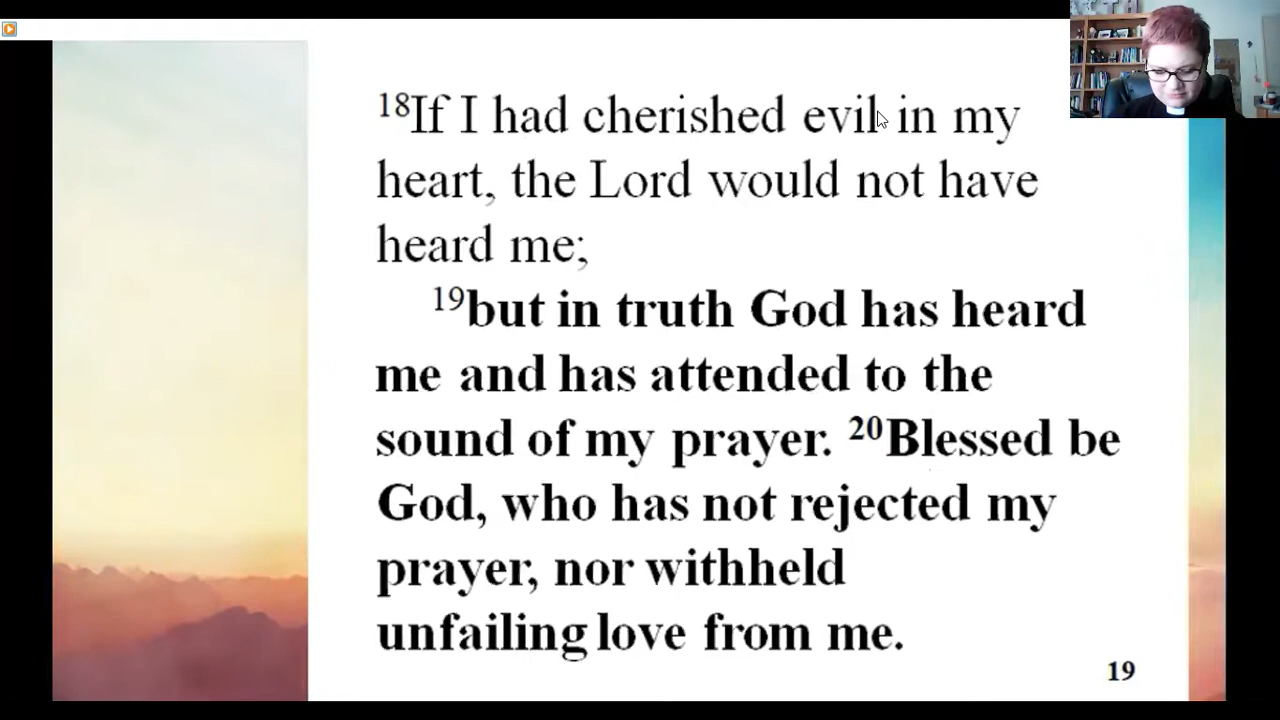 18If I had cherished evil in my
heart, the Lord would not have
heard me;
19but in truth God has heard
me and has attended to the
sound of my prayer. 20Blessed be
God, who has not rejected my
prayer, nor withheld
unfailing love from me.
19